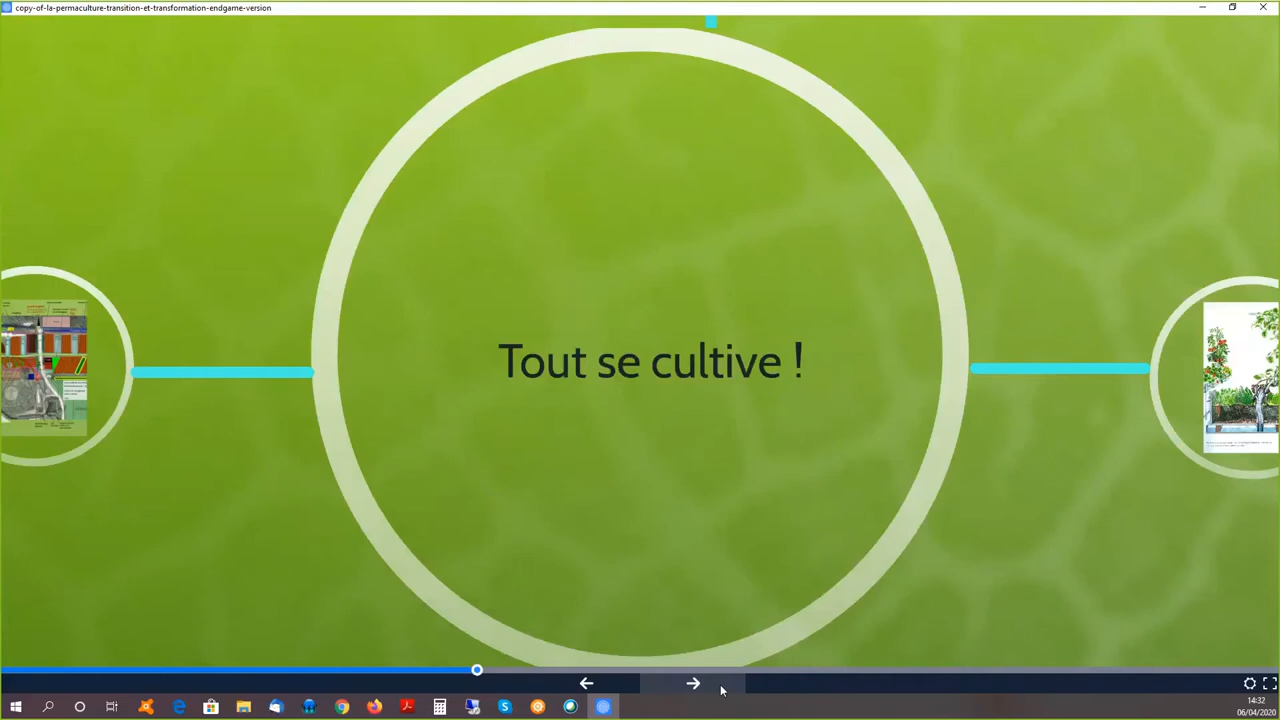 copy-of-la-permaculture-transition-et-transformation-endgame-version
Tout se cultive !
14:32
06/04/2020